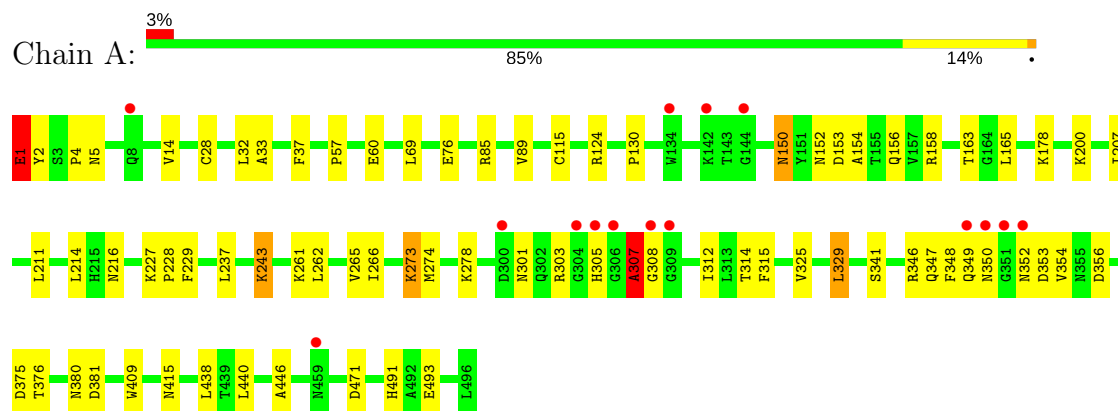 3%
Chain A:
85%
14%
•
E1 Y2 S3 P4 N5 Q8 V14 C28 L32 A33 F37 P57 E60 L69 E76 R85 V89 C115 R124 P130 W134 K142 T143 G144 N150 Y151 N152 D153 A154 T155 Q156 V157 R158 T163 G164 L165 K178 K200 I207
L211 L214 H215 N216 K227 P228 F229 L237 K243 K261 L262 V265 I266 K273 M274 K278 D300 N301 Q302 R303 G304 H305 G306 A307 G308 G309 I312 L313 T314 F315 V325 L329 S341 R346 Q347 F348 Q349 N350 G351 N352 D353 V354 N355 D356
D375 T376 N380 D381 W409 N415 L438 T439 L440 A446 N459 D471 H491 A492 E493 L496